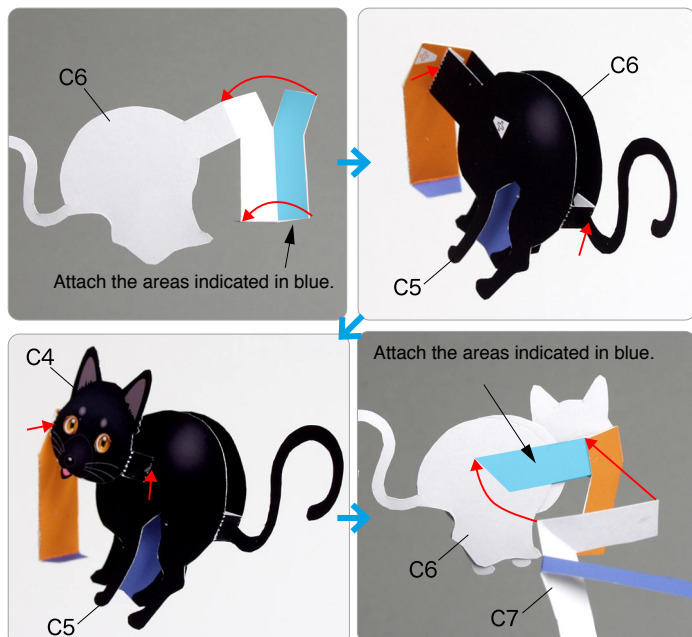 C6
Attach the areas indicated in blue.
C6
C5
C4
C5
Attach the areas indicated in blue.
C6
C7